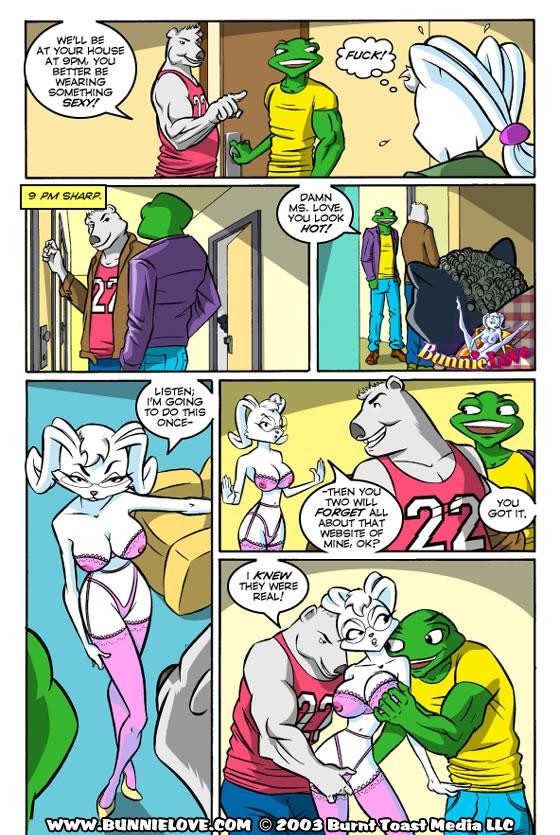 WE'LL BE
AT YOUR HOUSE
AT 9PM, YOU
BETTER BE
WEARING
SOMETHING
SEXY!
FUCK!
9 PM SHARP.
DAMN
MS. LOVE,
YOU LOOK
HOT!
22
BunnieLove
LISTEN;
I'M GOING
TO DO THIS
ONCE-
-THEN YOU
TWO WILL
FORGET ALL
ABOUT THAT
WEBSITE OF
MINE, OK?
YOU
GOT IT.
22
I KNEW
THEY WERE
REAL!
22
WWW.BUNNIELOVE.COM © 2003 Burnt Toast Media LLC